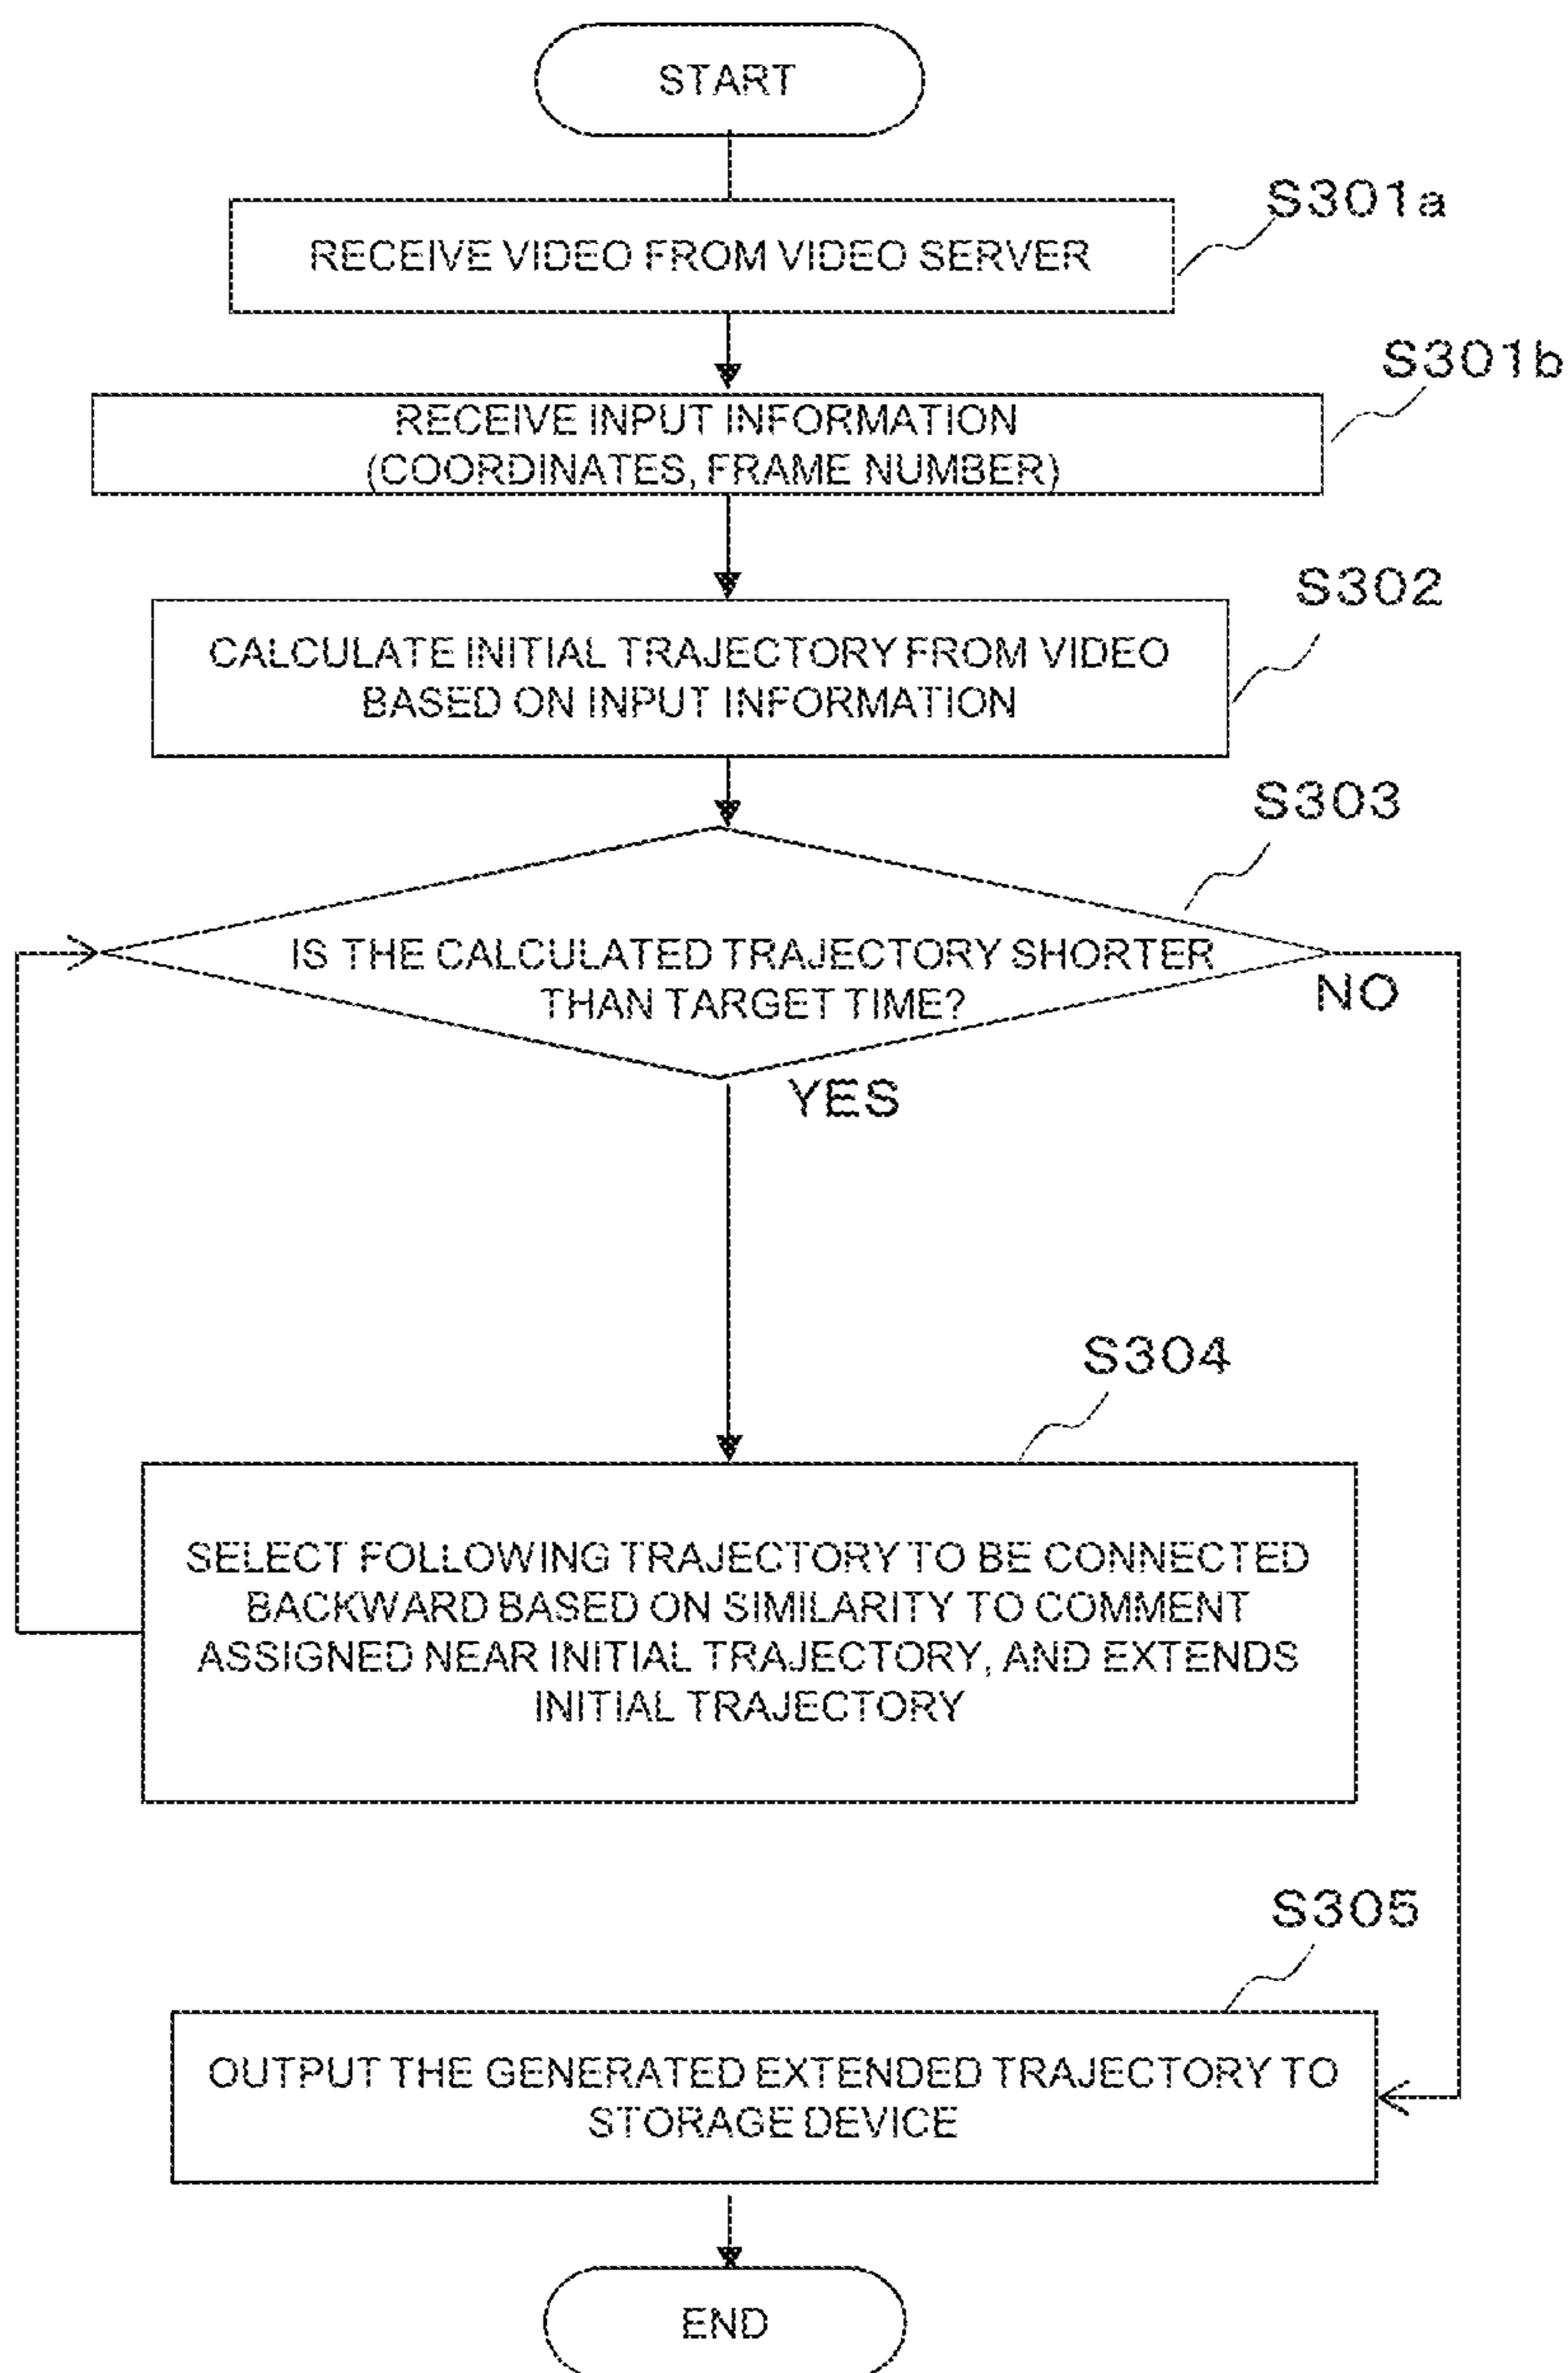 START
S301a
RECEIVE VIDEO FROM VIDEO SERVER
S301b
RECEIVE INPUT INFORMATION
(COORDINATES, FRAME NUMBER)
S302
CALCULATE INITIAL TRAJECTORY FROM VIDEO
BASED ON INPUT INFORMATION
S303
IS THE CALCULATED TRAJECTORY SHORTER
THAN TARGET TIME?
NO
YES
S304
SELECT FOLLOWING TRAJECTORY TO BE CONNECTED
BACKWARD BASED ON SIMILARITY TO COMMENT
ASSIGNED NEAR INITIAL TRAJECTORY, AND EXTENDS
INITIAL TRAJECTORY
S305
OUTPUT THE GENERATED EXTENDED TRAJECTORY TO
STORAGE DEVICE
END